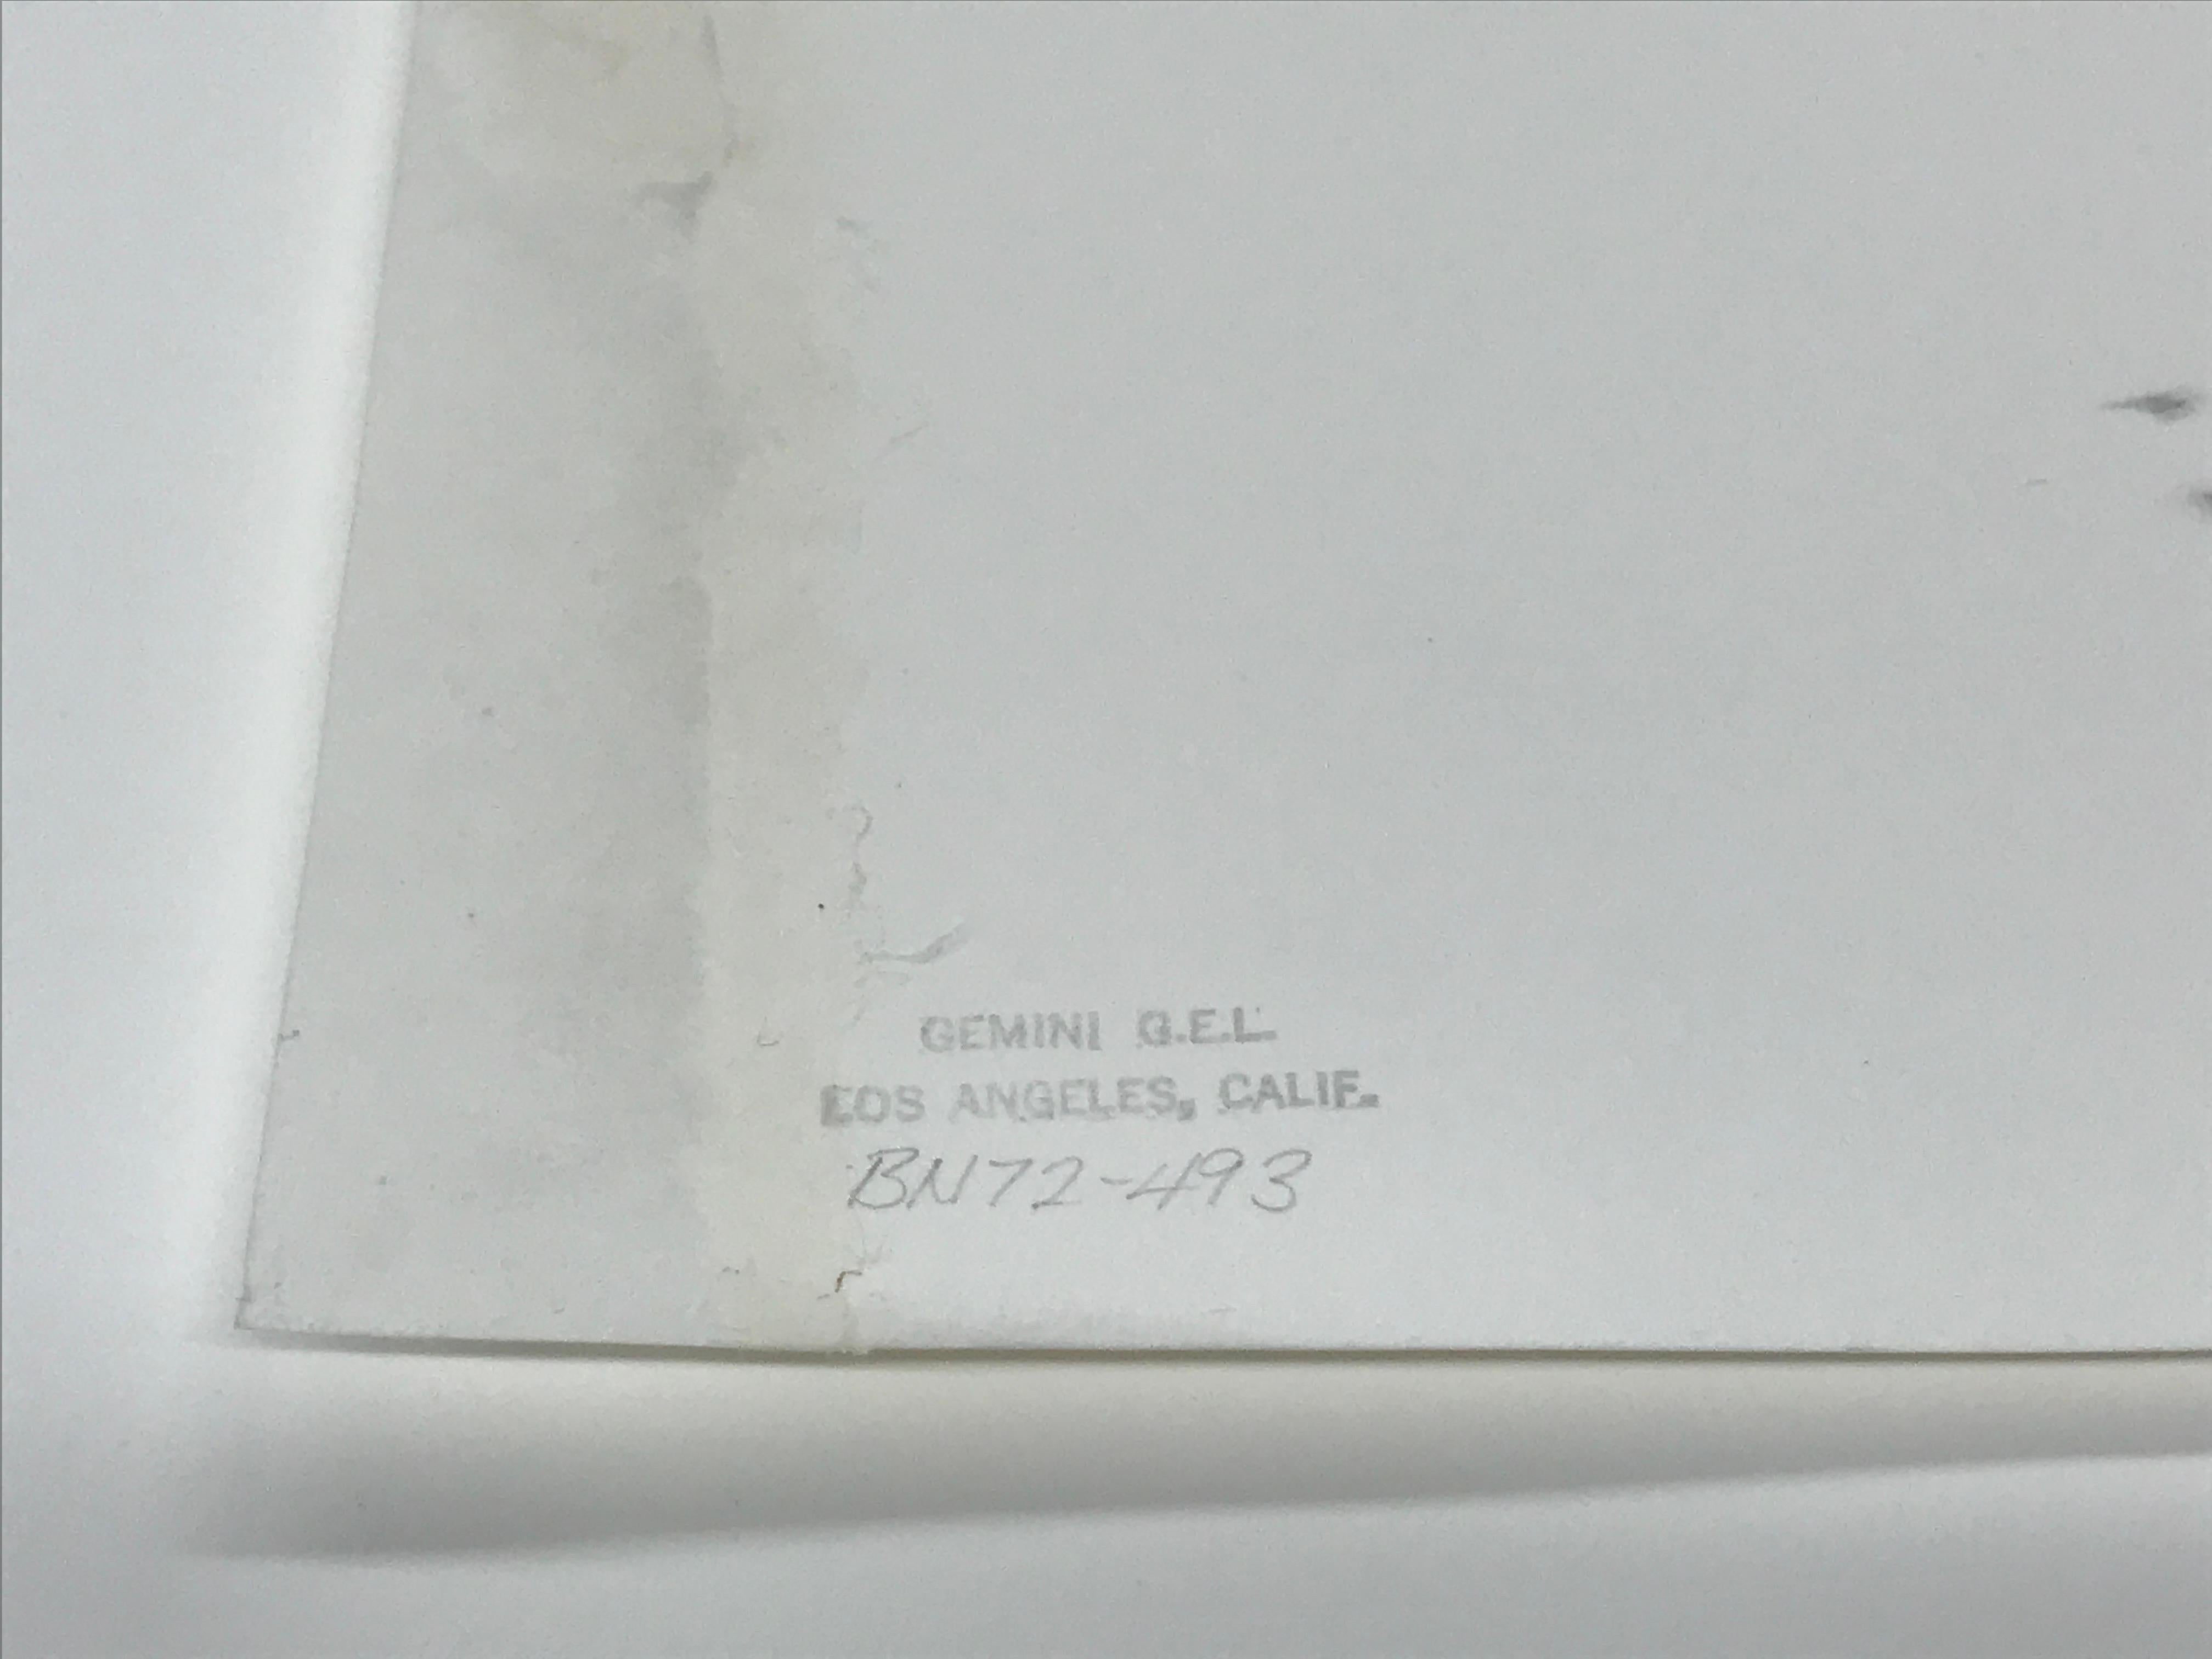 GEMINI G.E.L.
LOS ANGELES, CALIF.
BN72-493